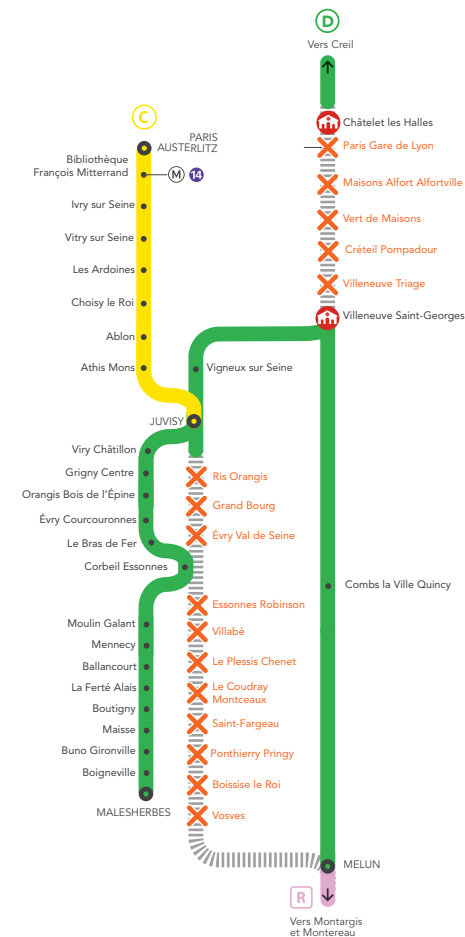 D
Vers Creil
Châtelet les Halles
Paris Gare de Lyon
Maisons Alfort Alfortville
Vert de Maisons
Créteil Pompadour
Villeneuve Triage
Villeneuve Saint-Georges
C
PARIS
AUSTERLITZ
Bibliothèque
François Mitterrand
M 14
Ivry sur Seine
Vitry sur Seine
Les Ardoines
Choisy le Roi
Ablon
Athis Mons
Vigneux sur Seine
JUVISY
Viry Châtillon
Grigny Centre
Orangis Bois de l'Épine
Évry Courcouronnes
Le Bras de Fer
Corbeil Essonnes
Moulin Galant
Mennecy
Ballancourt
La Ferté Alais
Boutigny
Maisse
Buno Gironville
Boigneville
MALESHERBES
Ris Orangis
Grand Bourg
Évry Val de Seine
Essonnes Robinson
Villabé
Le Plessis Chenet
Le Coudray
Montceaux
Saint-Fargeau
Ponthierry Pringy
Boissise le Roi
Vosves
Combs la Ville Quincy
MELUN
R
Vers Montargis
et Montereau